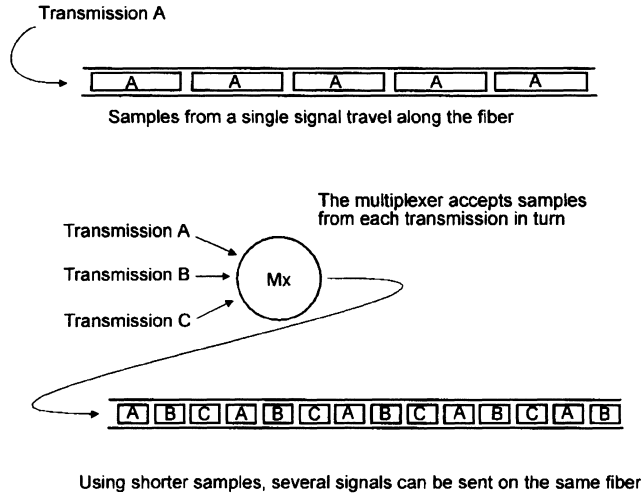 Transmission A
A A A A A
Samples from a single signal travel along the fiber
The multiplexer accepts samples
from each transmission in turn
Transmission A
Transmission B
Mx
Transmission C
A B C A B C A B C A B C A B
Using shorter samples, several signals can be sent on the same fiber